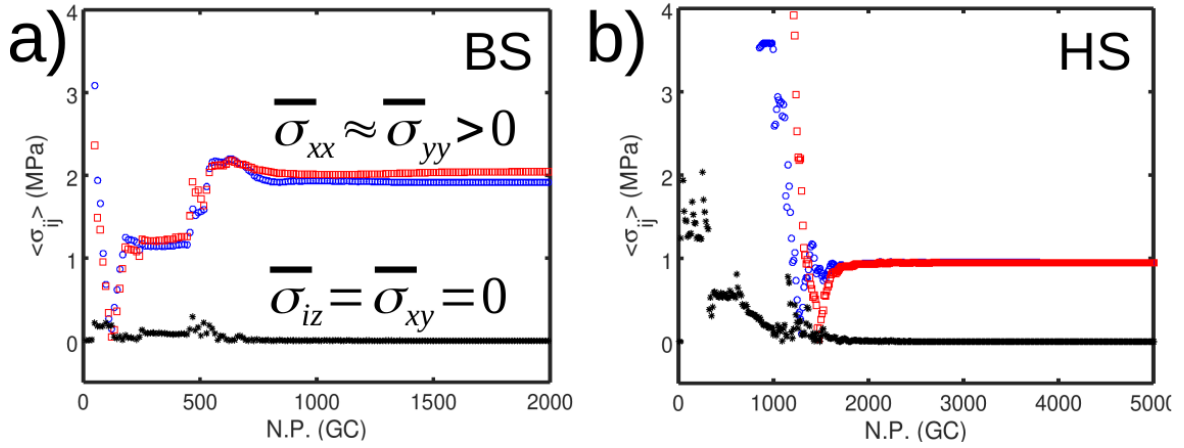 a)
BS
4
3
2
1
0
<σij> (MPa)
σxx ≈ σyy > 0
σiz = σxy = 0
0 500 1000 1500 2000
N.P. (GC)
b)
HS
4
3
2
1
0
<σij> (MPa)
0 1000 2000 3000 4000 5000
N.P. (GC)